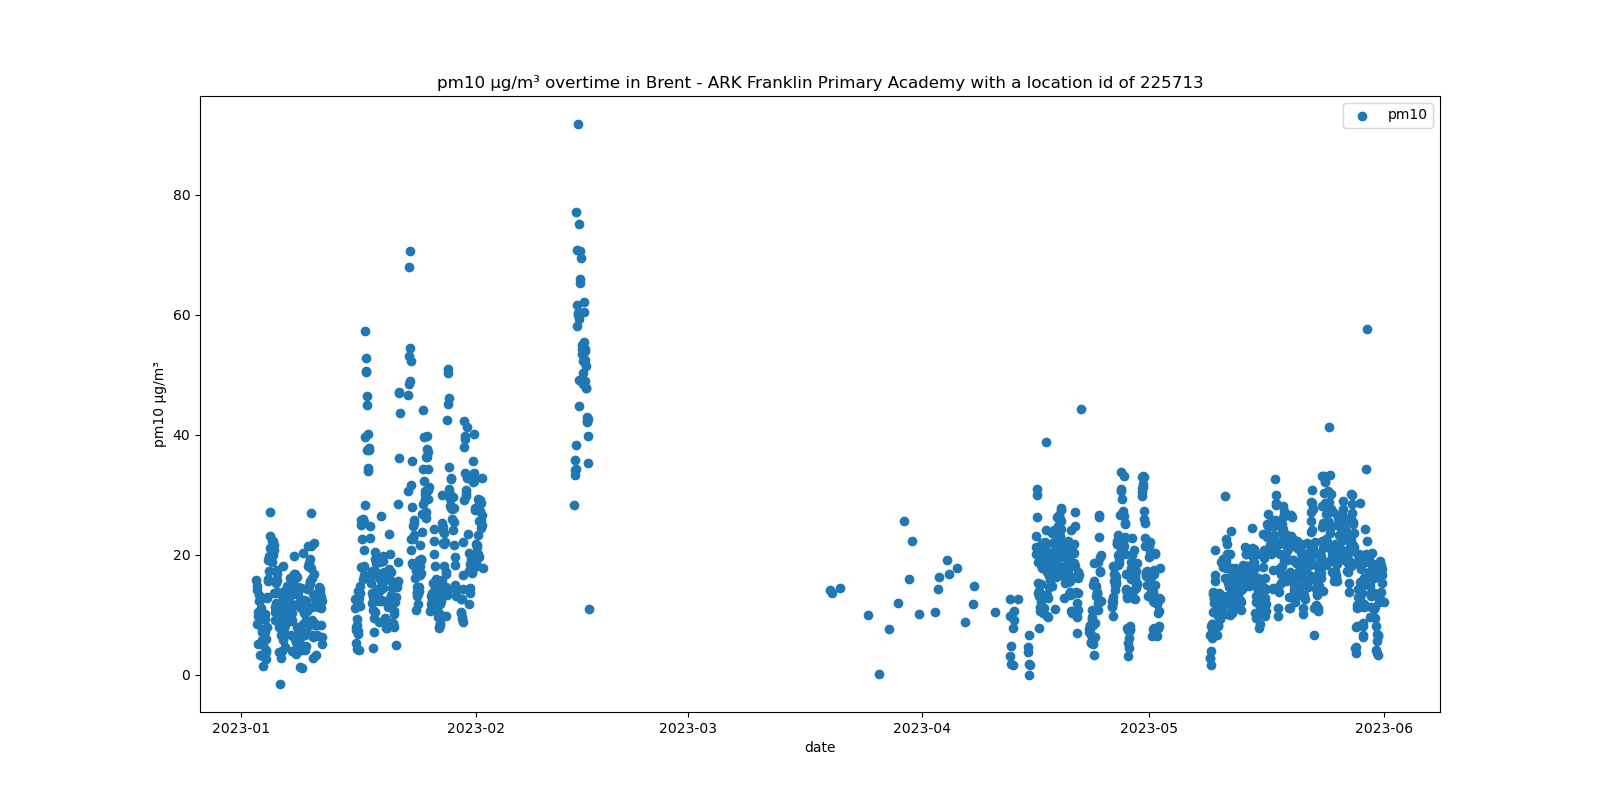 pm10 µg/m³ overtime in Brent - ARK Franklin Primary Academy with a location id of 225713
pm10
80
60
40
20
0
pm10 µg/m³
2023-01 2023-02 2023-03 2023-04 2023-05 2023-06
date